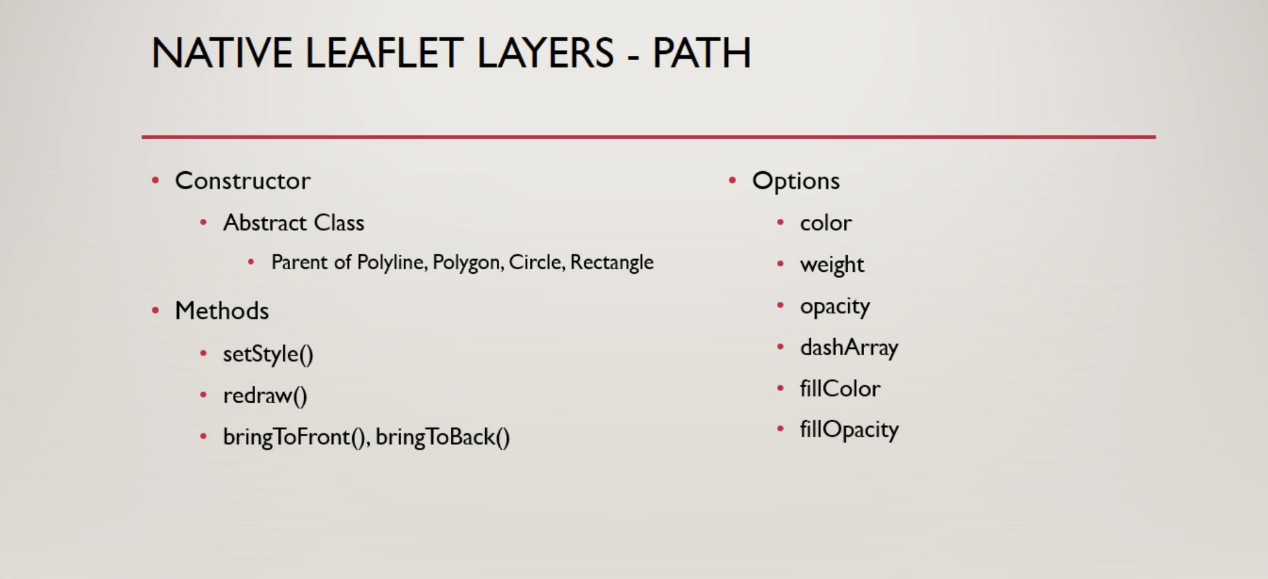 NATIVE LEAFLET LAYERS - PATH
Constructor
Abstract Class
Parent of Polyline, Polygon, Circle, Rectangle
Methods
setStyle()
redraw()
bringToFront(), bringToBack()
Options
color
weight
opacity
dashArray
fillColor
fillOpacity